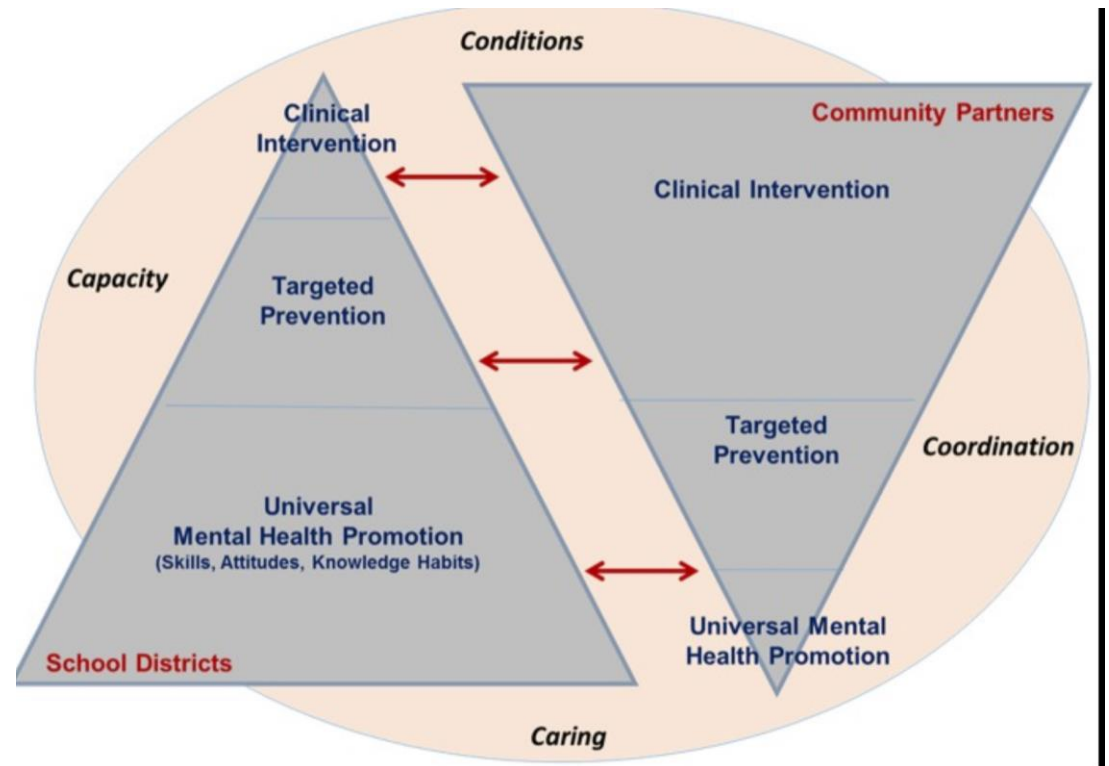 Conditions
Clinical
Intervention
Community Partners
Clinical Intervention
Capacity
Targeted
Prevention
Targeted
Prevention
Coordination
Universal
Mental Health Promotion
(Skills, Attitudes, Knowledge Habits)
Universal Mental
Health Promotion
School Districts
Caring